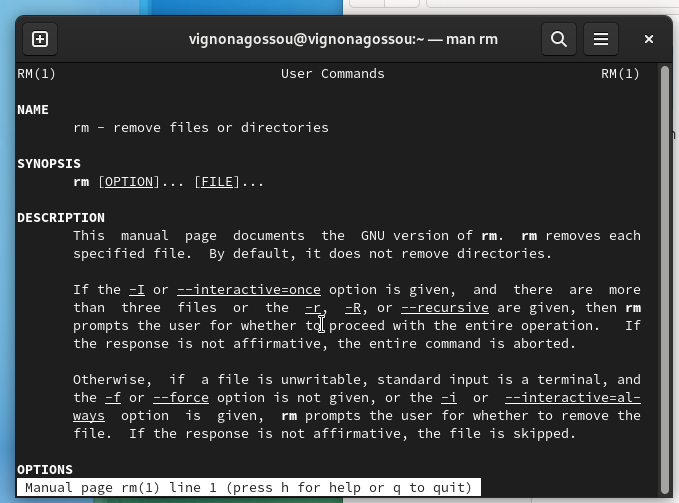 vignonagossou@vignonagossou:~ — man rm
RM(1) User Commands RM(1)
NAME
rm - remove files or directories
SYNOPSIS
rm [OPTION]... [FILE]...
DESCRIPTION
This manual page documents the GNU version of rm. rm removes each
specified file. By default, it does not remove directories.
If the -I or --interactive=once option is given, and there are more
than three files or the -r, -R, or --recursive are given, then rm
prompts the user for whether to proceed with the entire operation. If
the response is not affirmative, the entire command is aborted.
Otherwise, if a file is unwritable, standard input is a terminal, and
the -f or --force option is not given, or the -i or --interactive=al-
ways option is given, rm prompts the user for whether to remove the
file. If the response is not affirmative, the file is skipped.
OPTIONS
Manual page rm(1) line 1 (press h for help or q to quit)